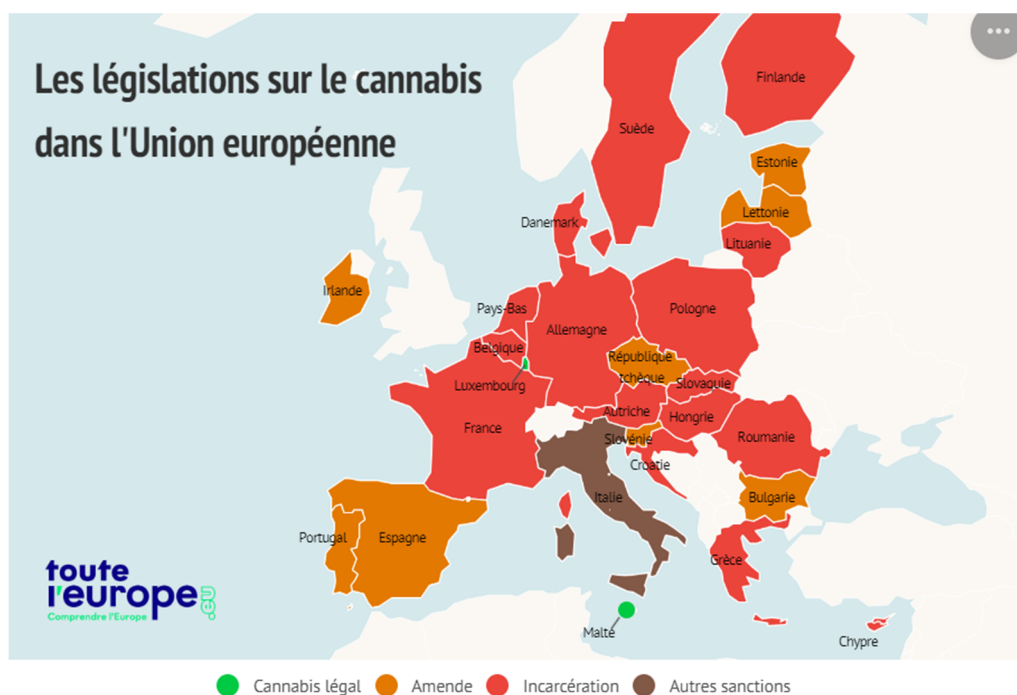 Les législations sur le cannabis
dans l'Union européenne
Finlande
Suède
Estonie
Lettonie
Danemark
Lituanie
Irlande
Pays-Bas
Pologne
Allemagne
Belgique
République
tchèque
Luxembourg
Slovaquie
Autriche
Hongrie
France
Slovénie
Roumanie
Croatie
Italie
Bulgarie
Portugal
Espagne
Grèce
toute
l'europe
.eu
Comprendre l'Europe
Malte
Chypre
Cannabis légal
Amende
Incarcération
Autres sanctions